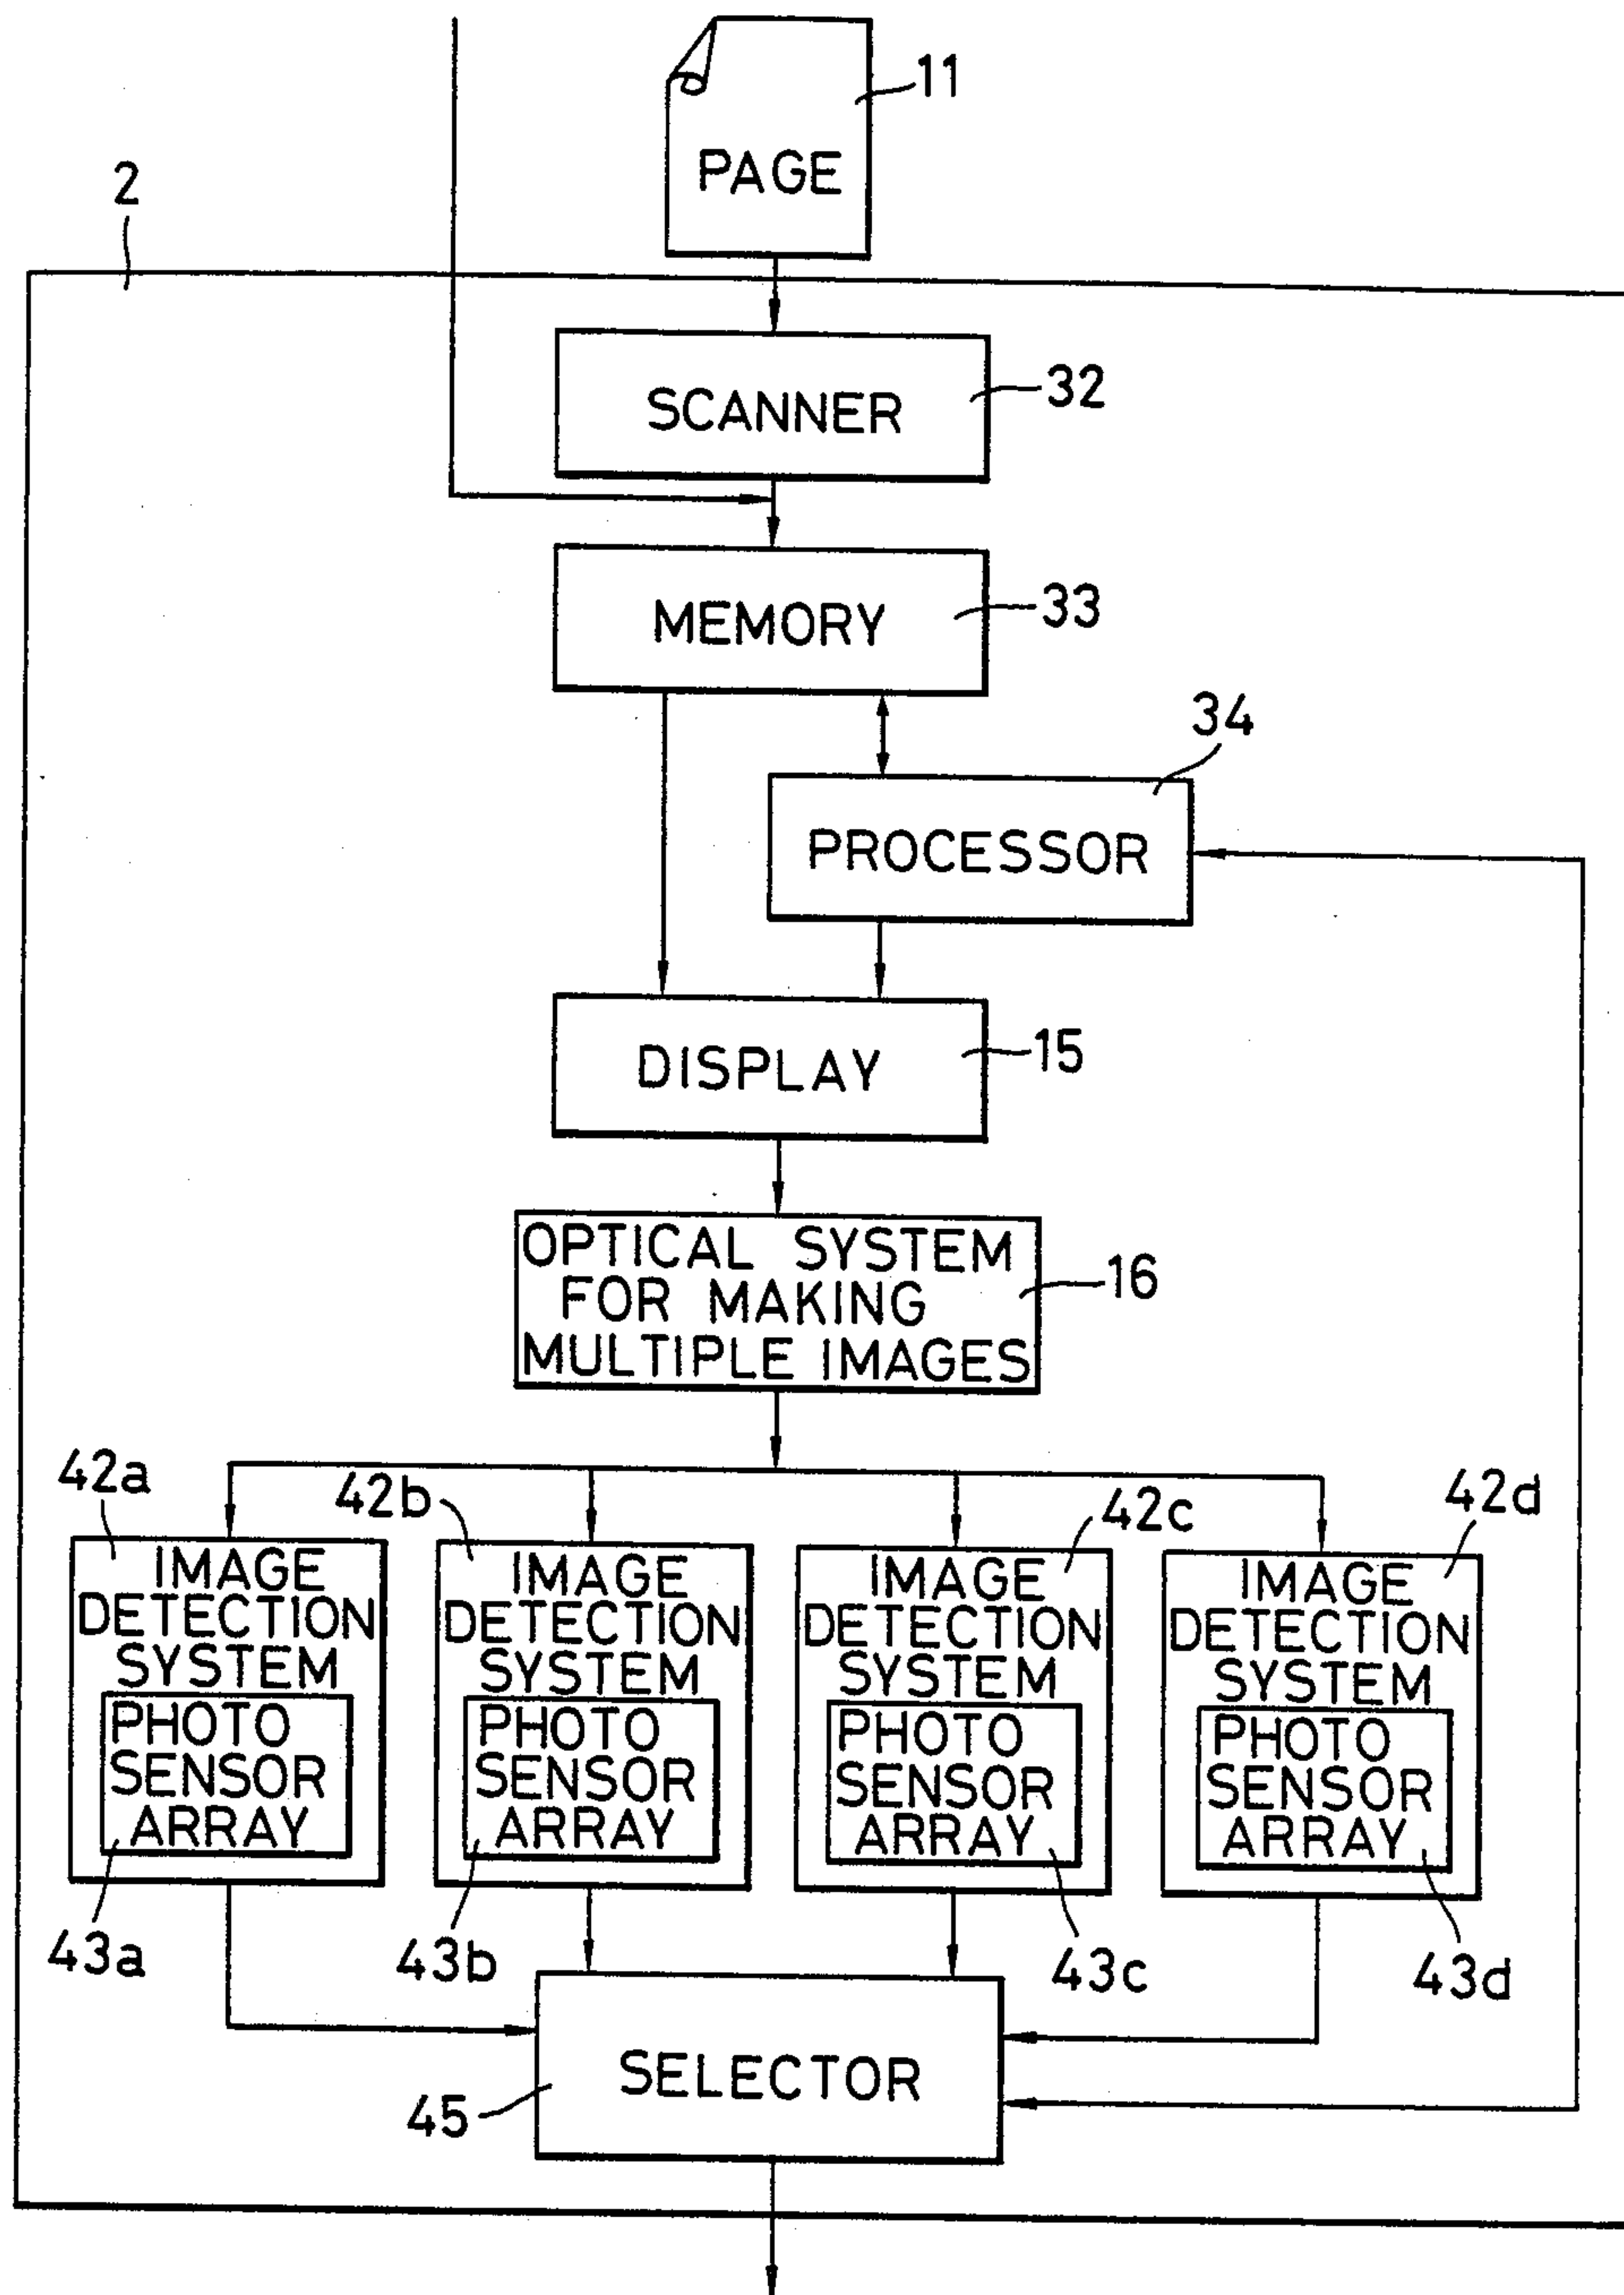 11
PAGE
2
SCANNER
32
MEMORY
33
34
PROCESSOR
DISPLAY
15
OPTICAL SYSTEM
FOR MAKING
MULTIPLE IMAGES
16
42a
IMAGE
DETECTION
SYSTEM
PHOTO
SENSOR
ARRAY
43a
42b
IMAGE
DETECTION
SYSTEM
PHOTO
SENSOR
ARRAY
43b
42c
IMAGE
DETECTION
SYSTEM
PHOTO
SENSOR
ARRAY
43c
42d
IMAGE
DETECTION
SYSTEM
PHOTO
SENSOR
ARRAY
43d
SELECTOR
45